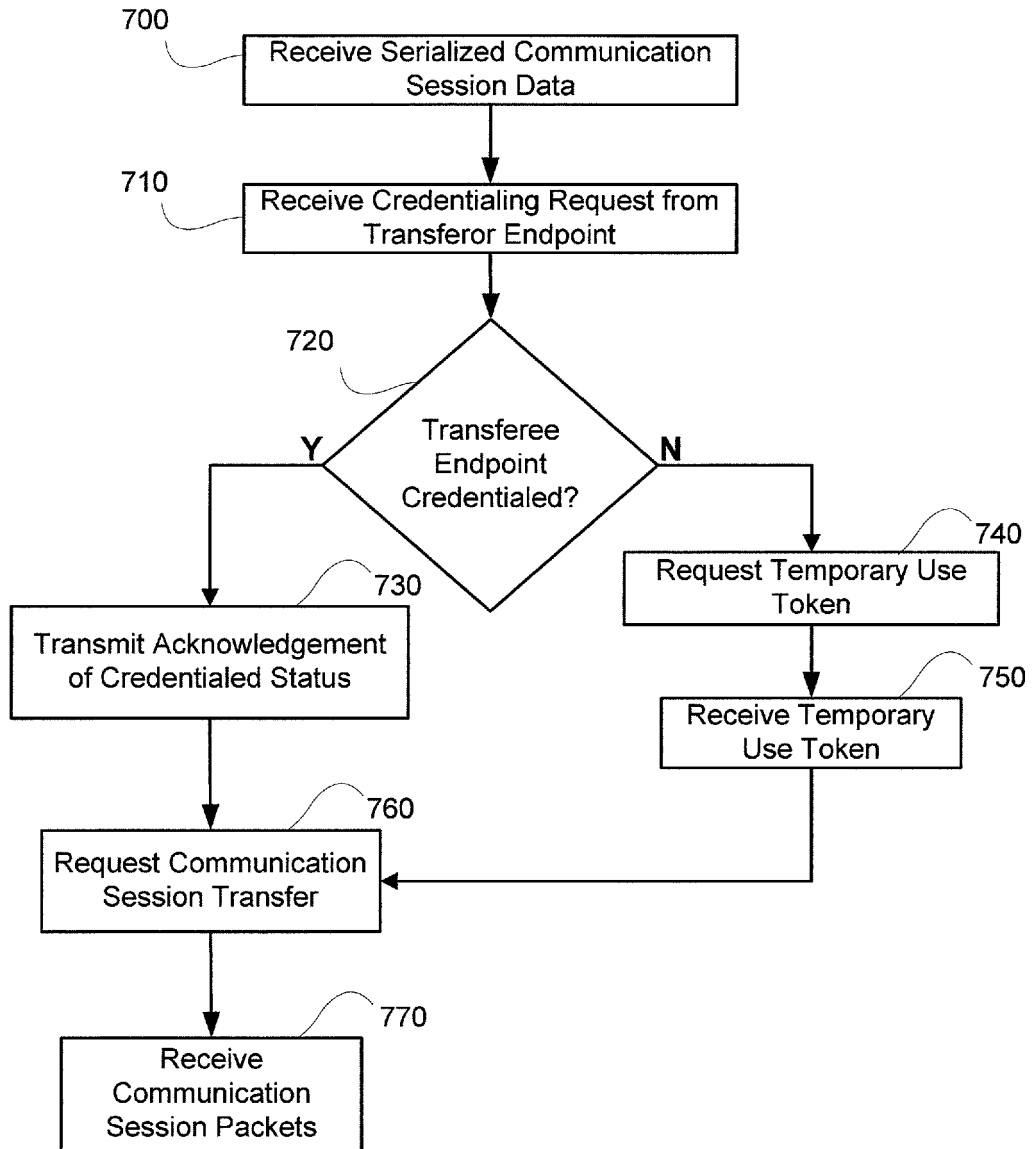 700
Receive Serialized Communication
Session Data
710
Receive Credentialing Request from
Transferor Endpoint
720
Transferee
Endpoint
Credentialed?
Y
N
730
Transmit Acknowledgement
of Credentialed Status
740
Request Temporary Use
Token
750
Receive Temporary
Use Token
760
Request Communication
Session Transfer
770
Receive
Communication
Session Packets